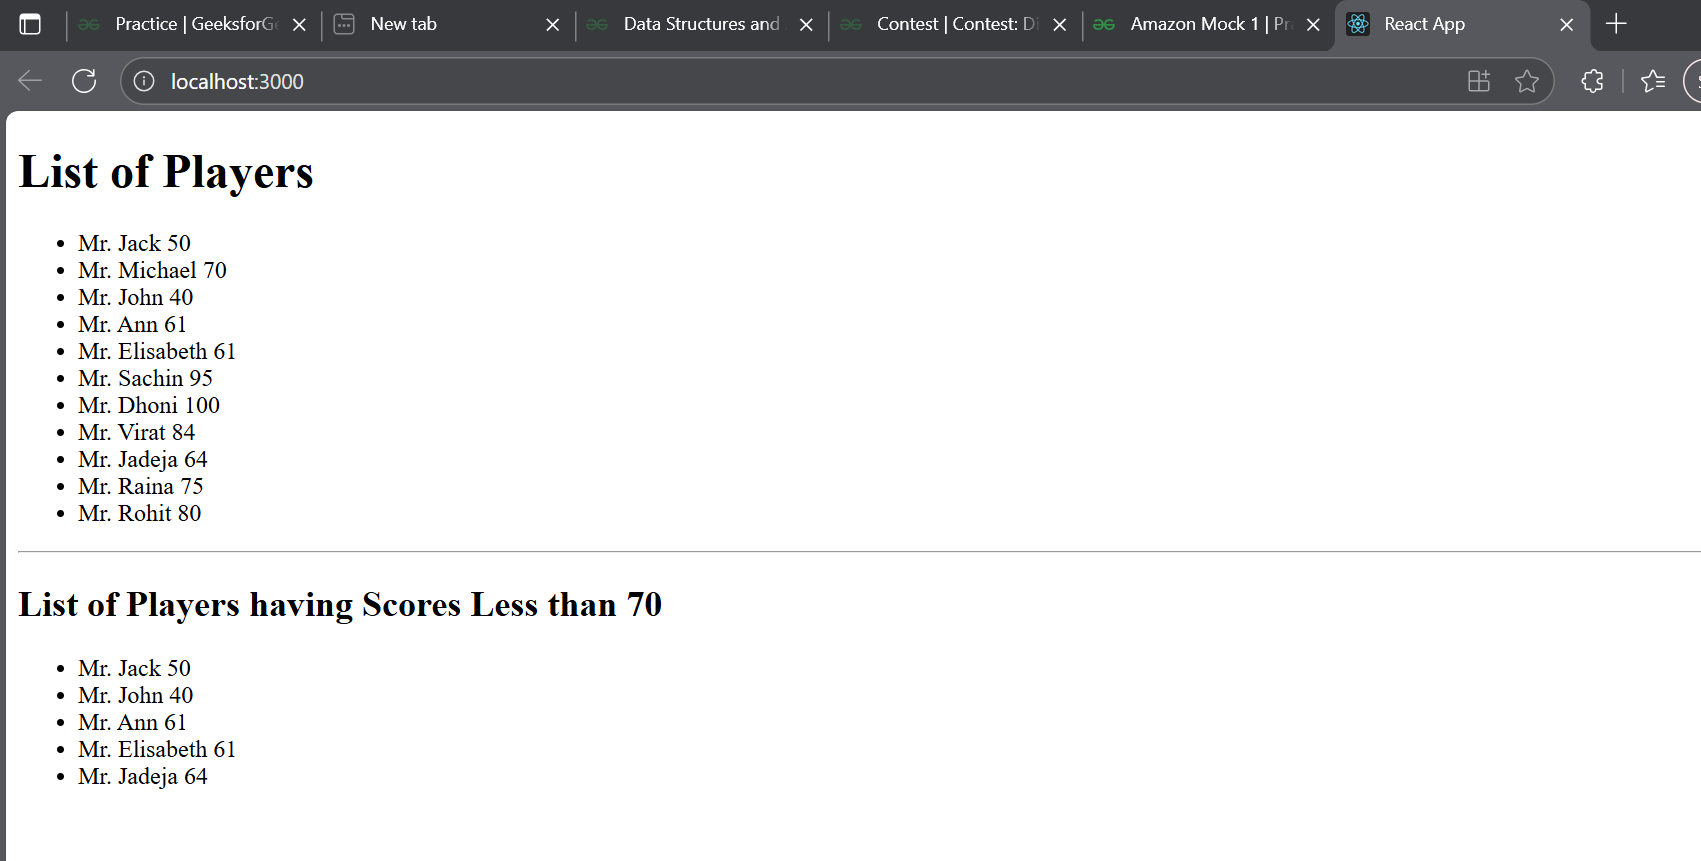 Practice | GeeksforGe
New tab
Data Structures and
Contest | Contest: Di
Amazon Mock 1 | Pr
React App
localhost:3000
List of Players
Mr. Jack 50
Mr. Michael 70
Mr. John 40
Mr. Ann 61
Mr. Elisabeth 61
Mr. Sachin 95
Mr. Dhoni 100
Mr. Virat 84
Mr. Jadeja 64
Mr. Raina 75
Mr. Rohit 80
List of Players having Scores Less than 70
Mr. Jack 50
Mr. John 40
Mr. Ann 61
Mr. Elisabeth 61
Mr. Jadeja 64